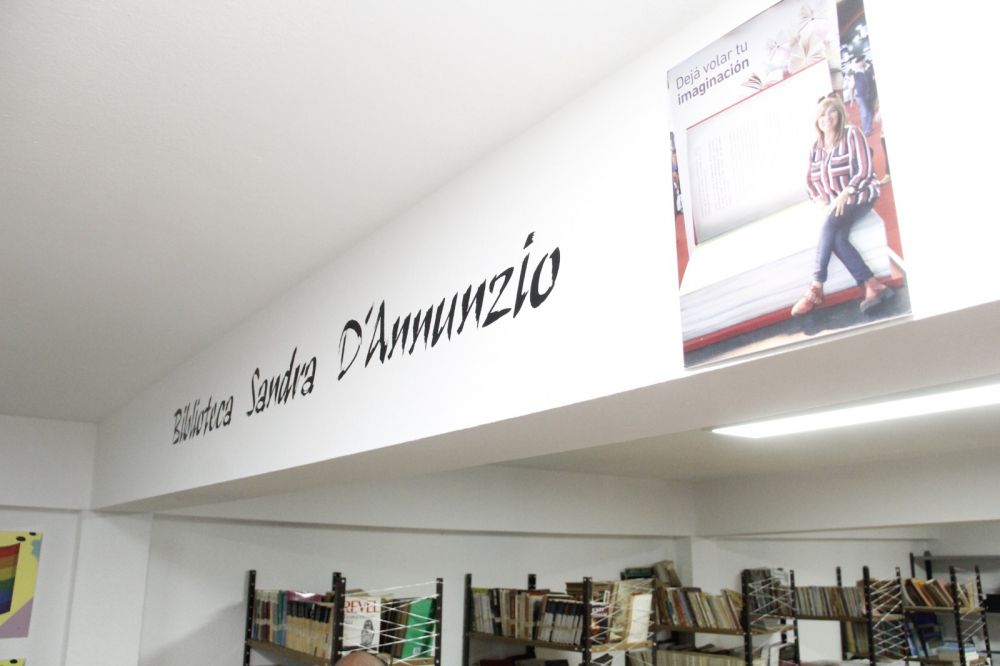 Dejá volar tu
imaginación
Biblioteca Sandra D'Annunzio
REVEL